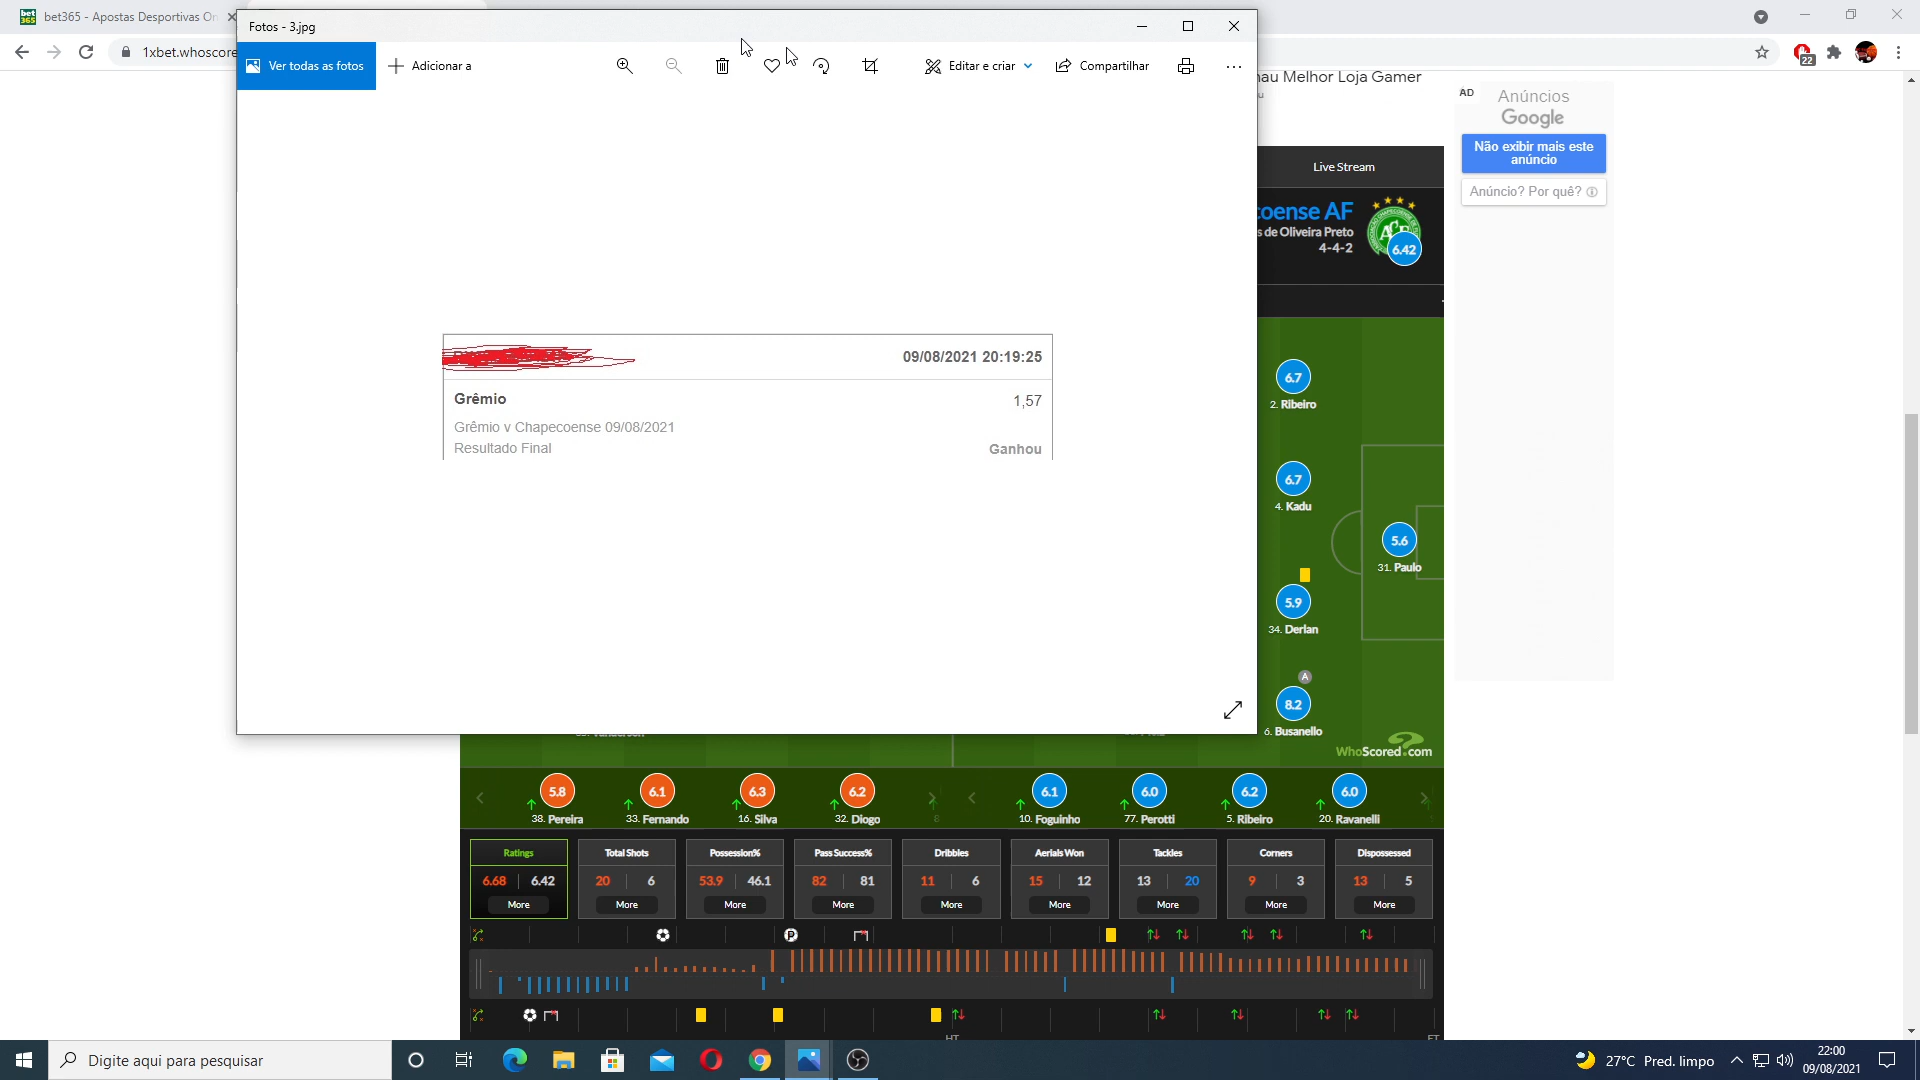 bet365 - Apostas Desportivas On
1xbet.whoscore
22
Fotos - 3.jpg
Ver todas as fotos
Adicionar a
Editar e criar
Compartilhar
09/08/2021 20:19:25
Grêmio
1,57
Grêmio v Chapecoense 09/08/2021
Resultado Final
Ganhou
au Melhor Loja Gamer
AD
Anúncios
Google
Não exibir mais este
anúncio
Anúncio? Por quê?
Live Stream
coense AF
s de Oliveira Preto
4-4-2
6.42
6.7
2. Ribeiro
6.7
4. Kadu
5.6
31. Paulo
5.9
34. Derlan
A
8.2
6. Busanello
WhoScored.com
5.8 6.1 6.3 6.2 6.1 6.0 6.2 6.0
38. Pereira 33. Fernando 16. Silva 32. Diogo 10. Foguinho 77. Perotti 5. Ribeiro 20. Ravanelli
Ratings Total Shots Possession% Pass Success% Dribbles Aerials Won Tackles Corners Dispossessed
6.68 6.42 20 6 53.9 46.1 82 81 11 6 15 12 13 20 9 3 13 5
More More More More More More More More More
P
HT FT
Digite aqui para pesquisar
27°C Pred. limpo
22:00
09/08/2021